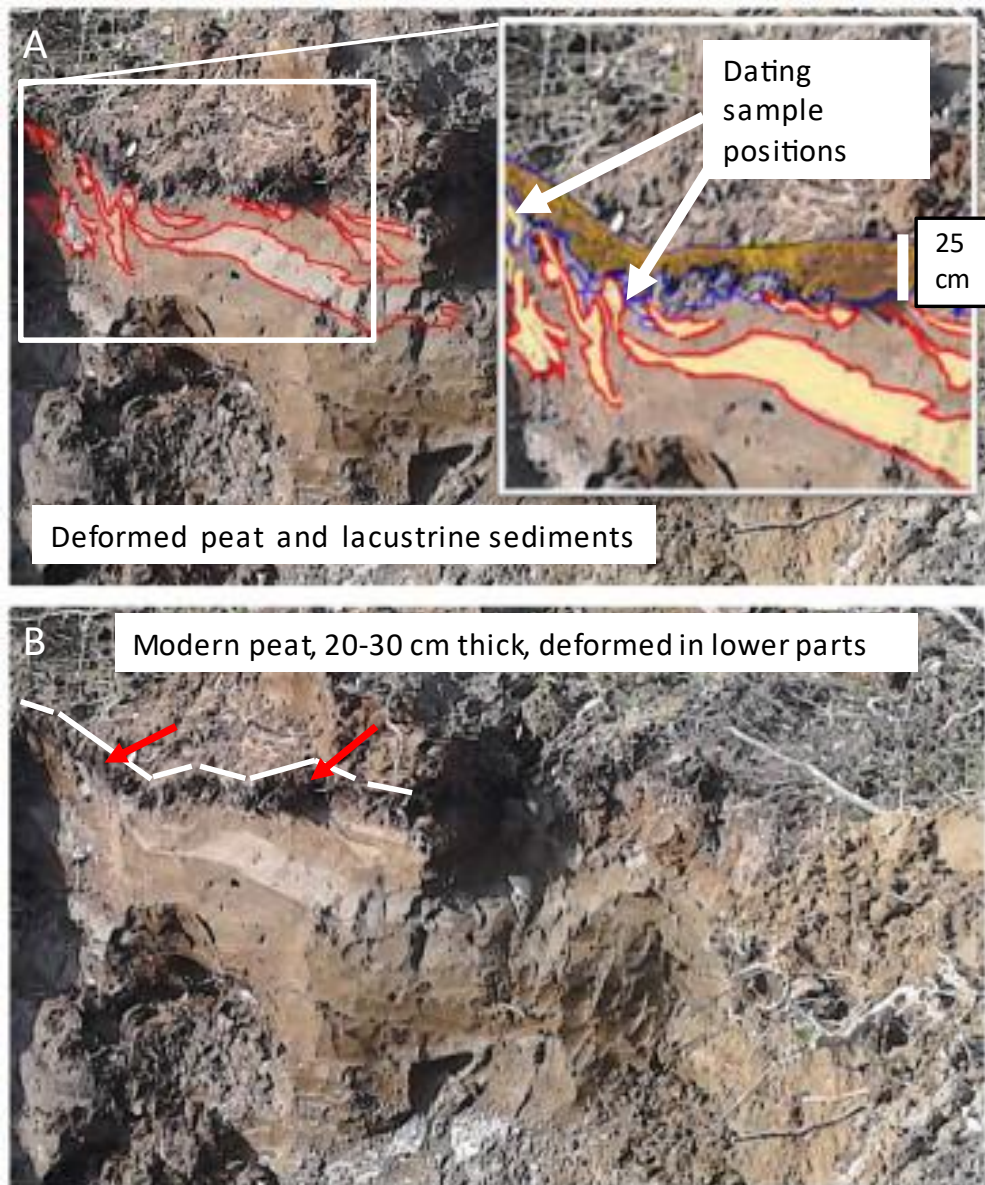 A
Dating
sample
positions
25
cm
Deformed peat and lacustrine sediments
B
Modern peat, 20-30 cm thick, deformed in lower parts